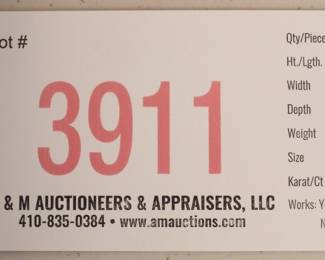 ot #
3911
& M AUCTIONEERS & APPRAISERS, LLC
410-835-0384 • www.amauctions.com
Qty/Piece
Ht./Lgth.
Width
Depth
Weight
Size
Karat/Ct
Works: Y
N